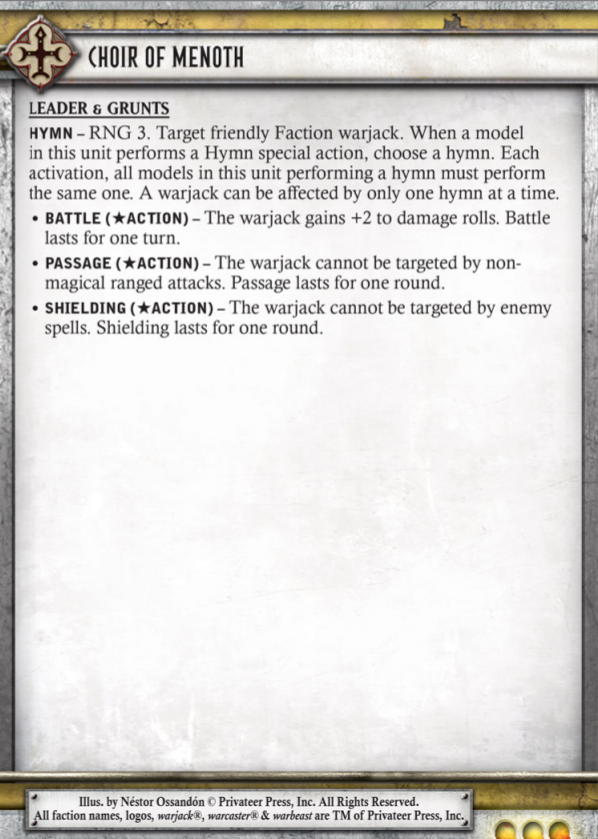 CHOIR OF MENOTH
LEADER & GRUNTS
HYMN – RNG 3. Target friendly Faction warjack. When a model
in this unit performs a Hymn special action, choose a hymn. Each
activation, all models in this unit performing a hymn must perform
the same one. A warjack can be affected by only one hymn at a time.
• BATTLE (★ACTION) – The warjack gains +2 to damage rolls. Battle
lasts for one turn.
• PASSAGE (★ACTION) – The warjack cannot be targeted by non-
magical ranged attacks. Passage lasts for one round.
• SHIELDING (★ACTION) – The warjack cannot be targeted by enemy
spells. Shielding lasts for one round.
Illus. by Néstor Ossandón © Privateer Press, Inc. All Rights Reserved.
All faction names, logos, warjack®, warcaster® & warbeast are TM of Privateer Press, Inc.